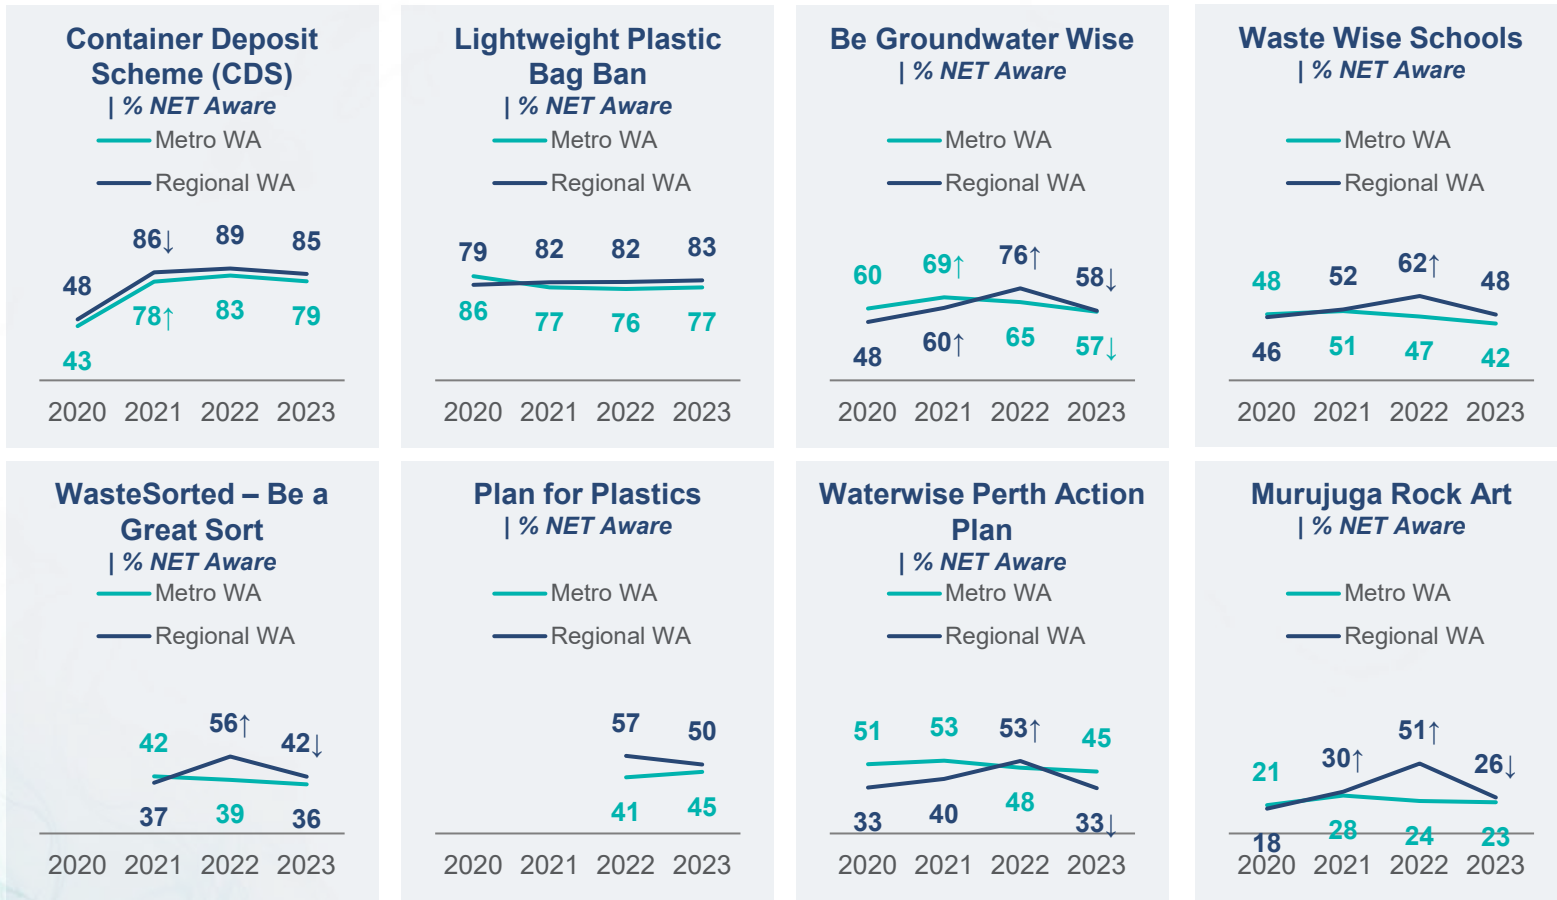 Container Deposit
Scheme (CDS)
| % NET Aware
Metro WA
Regional WA
86↓ 89 85
48
78↑ 83 79
43
2020 2021 2022 2023
Lightweight Plastic
Bag Ban
| % NET Aware
Metro WA
Regional WA
79 82 82 83
86 77 76 77
2020 2021 2022 2023
Be Groundwater Wise
| % NET Aware
Metro WA
Regional WA
60 69↑ 76↑ 58↓
48 60↑ 65 57↓
2020 2021 2022 2023
Waste Wise Schools
| % NET Aware
Metro WA
Regional WA
48 52 62↑ 48
46 51 47 42
2020 2021 2022 2023
WasteSorted – Be a
Great Sort
| % NET Aware
Metro WA
Regional WA
42 56↑ 42↓
37 39 36
2020 2021 2022 2023
Plan for Plastics
| % NET Aware
Metro WA
Regional WA
57 50
41 45
2020 2021 2022 2023
Waterwise Perth Action
Plan
| % NET Aware
Metro WA
Regional WA
51 53 53↑ 45
33 40 48 33↓
2020 2021 2022 2023
Murujuga Rock Art
| % NET Aware
Metro WA
Regional WA
21 30↑ 51↑ 26↓
18 28 24 23
2020 2021 2022 2023